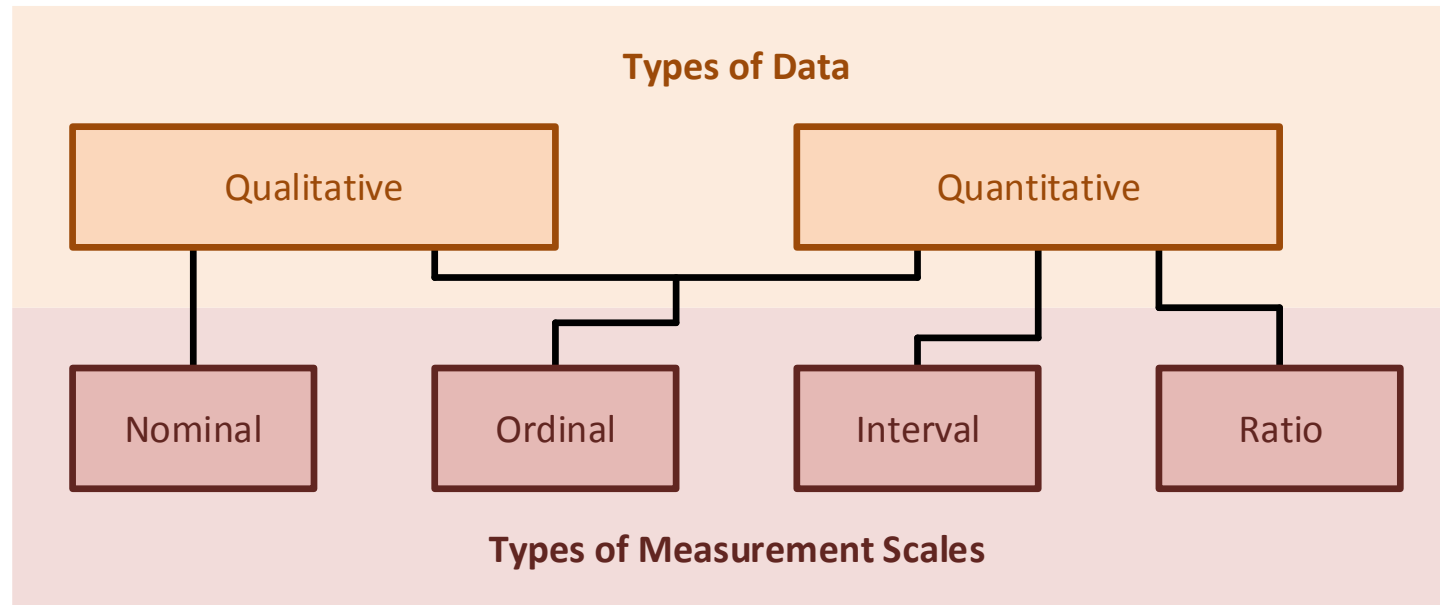 Types of Data
Qualitative
Quantitative
Nominal
Ordinal
Interval
Ratio
Types of Measurement Scales